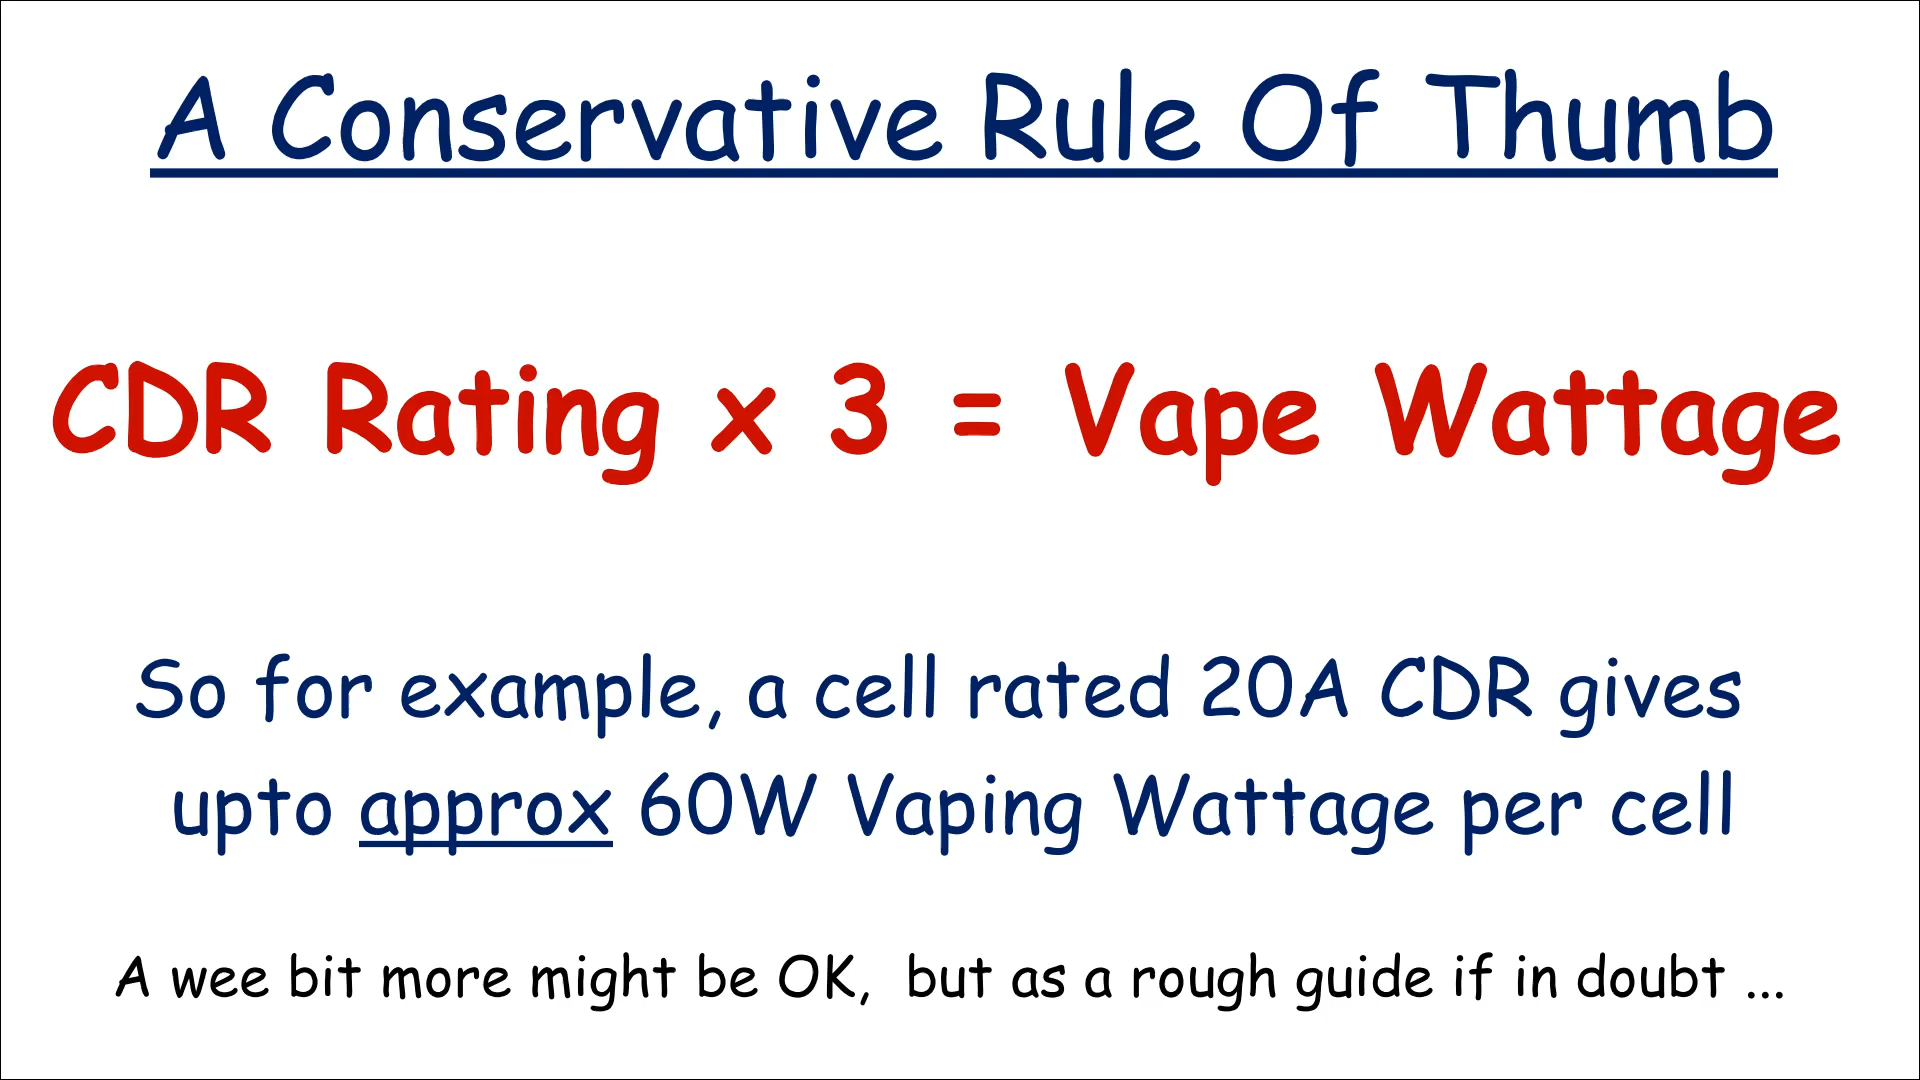 A Conservative Rule Of Thumb
CDR Rating x 3 = Vape Wattage
So for example, a cell rated 20A CDR gives
upto approx 60W Vaping Wattage per cell
A wee bit more might be OK,  but as a rough guide if in doubt ...